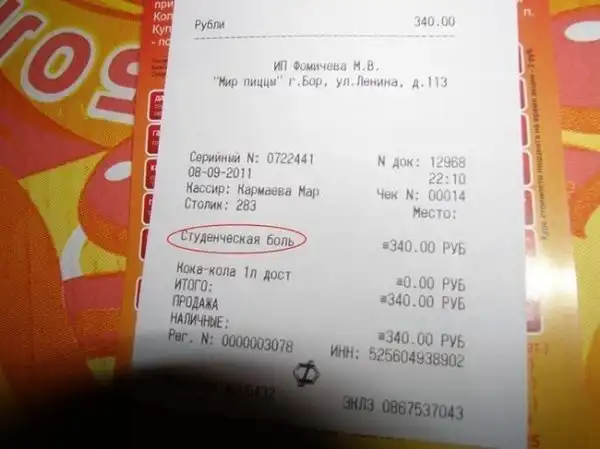 Рубли 340.00
ИП Фомичева М.В.
"Мир пиццы" г.Бор, ул.Ленина, д.113
Серийный N: 0722441 N док: 12968
08-09-2011 22:10
Кассир: Кармаева Мар Чек N: 00014
Столик: 283 Место:
Студенческая боль ≡340.00 РУБ
Кока-кола 1л дост ≡0.00 РУБ
ИТОГО: ≡340.00 РУБ
ПРОДАЖА
НАЛИЧНЫЕ: ≡340.00 РУБ
Рег. N: 0000003078 ИНН: 525604938902
ЭКЛЗ 0867537043